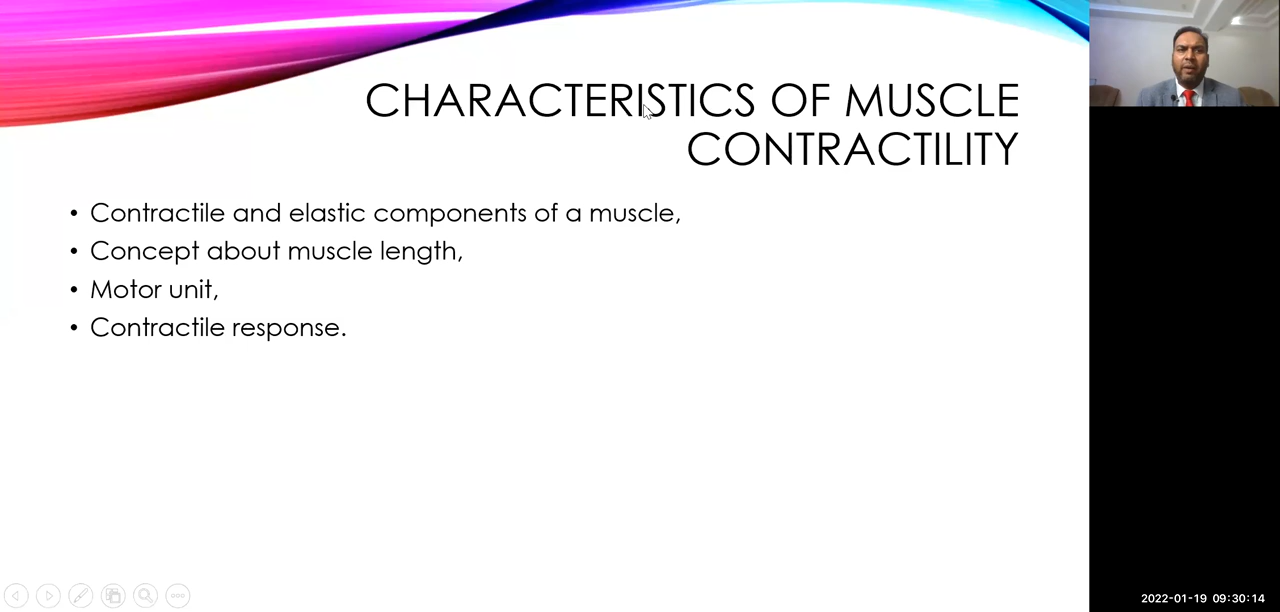 CHARACTERISTICS OF MUSCLE
CONTRACTILITY
• Contractile and elastic components of a muscle,
• Concept about muscle length,
• Motor unit,
• Contractile response.
2022-01-19 09:30:14